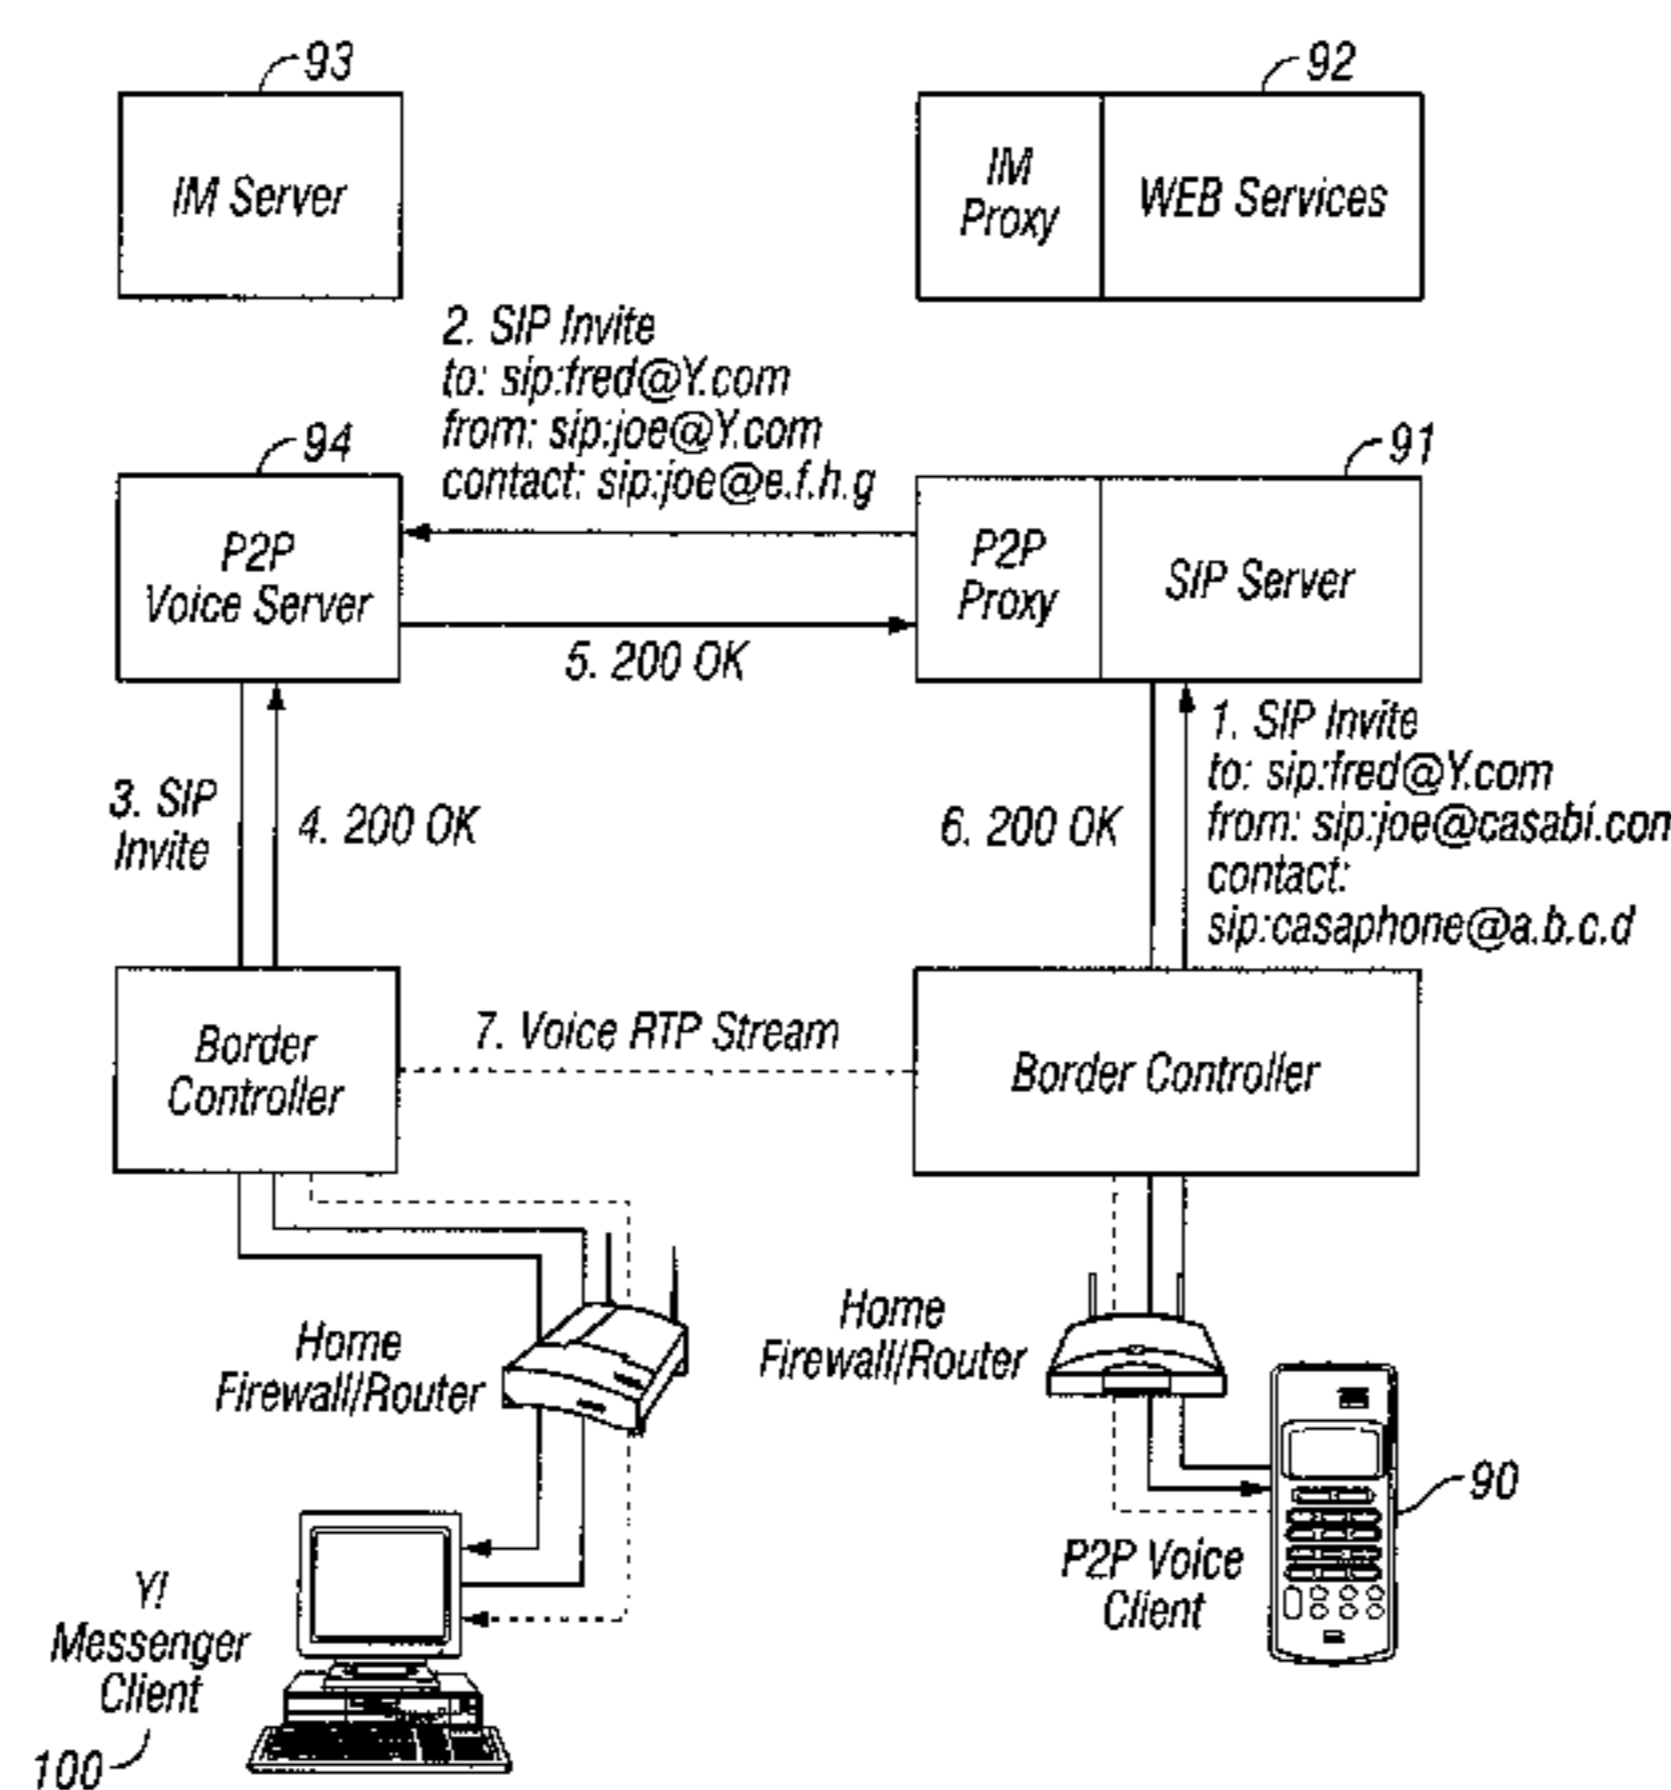 93
IM Server
92
IM
Proxy
WEB Services
2. SIP Invite
to: sip:fred@Y.com
from: sip:joe@Y.com
contact: sip:joe@e.f.h.g
94
P2P
Voice Server
91
P2P
Proxy
SIP Server
5. 200 OK
1. SIP Invite
to: sip:fred@Y.com
from: sip:joe@casabi.com
contact:
sip:casaphone@a.b.c.d
3. SIP
Invite
4. 200 OK
6. 200 OK
Border
Controller
7. Voice RTP Stream
Border Controller
Home
Firewall/Router
Home
Firewall/Router
90
P2P Voice
Client
Y!
Messenger
Client
100